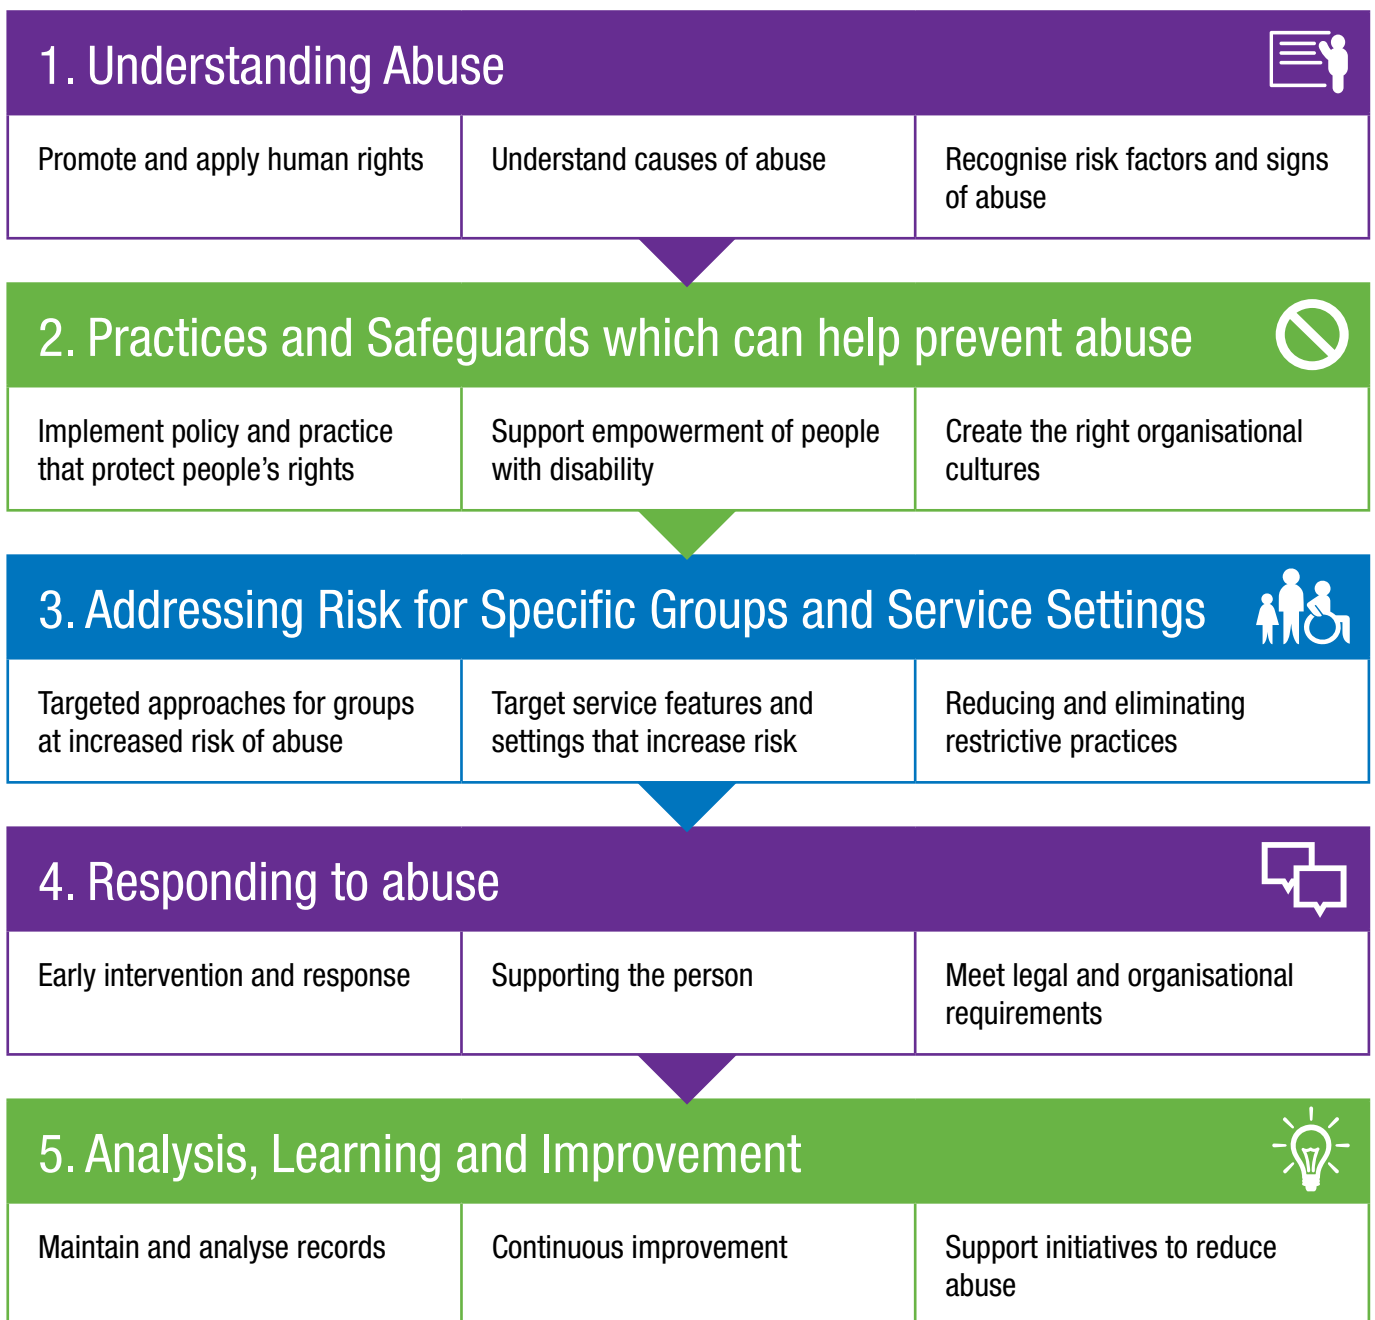 1. Understanding Abuse
Promote and apply human rights
Understand causes of abuse
Recognise risk factors and signs
of abuse
2. Practices and Safeguards which can help prevent abuse
Implement policy and practice
that protect people’s rights
Support empowerment of people
with disability
Create the right organisational
cultures
3. Addressing Risk for Specific Groups and Service Settings
Targeted approaches for groups
at increased risk of abuse
Target service features and
settings that increase risk
Reducing and eliminating
restrictive practices
4. Responding to abuse
Early intervention and response
Supporting the person
Meet legal and organisational
requirements
5. Analysis, Learning and Improvement
Maintain and analyse records
Continuous improvement
Support initiatives to reduce
abuse